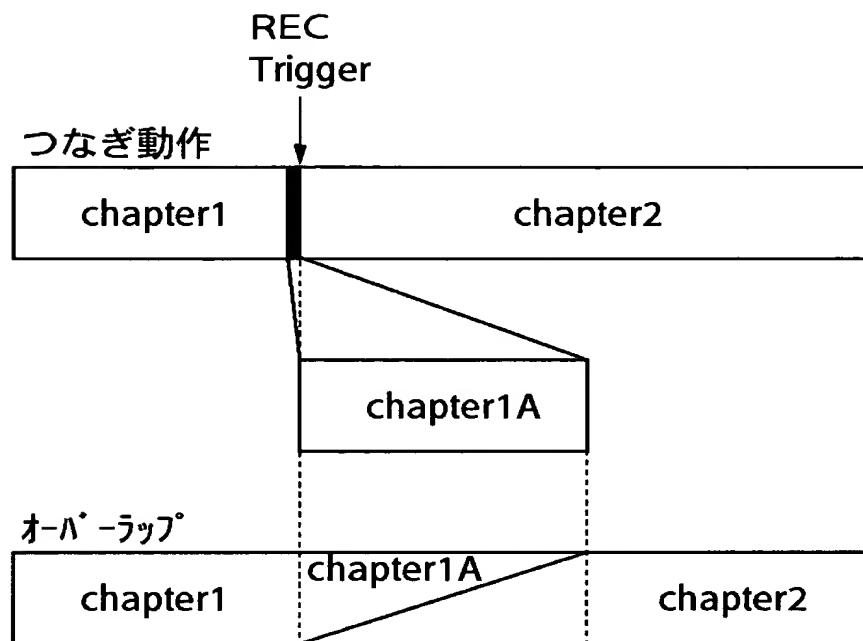 REC
Trigger
つなぎ動作
chapter1
chapter2
chapter1A
ｵｰﾊﾞｰﾗｯﾌﾟ
chapter1
chapter1A
chapter2